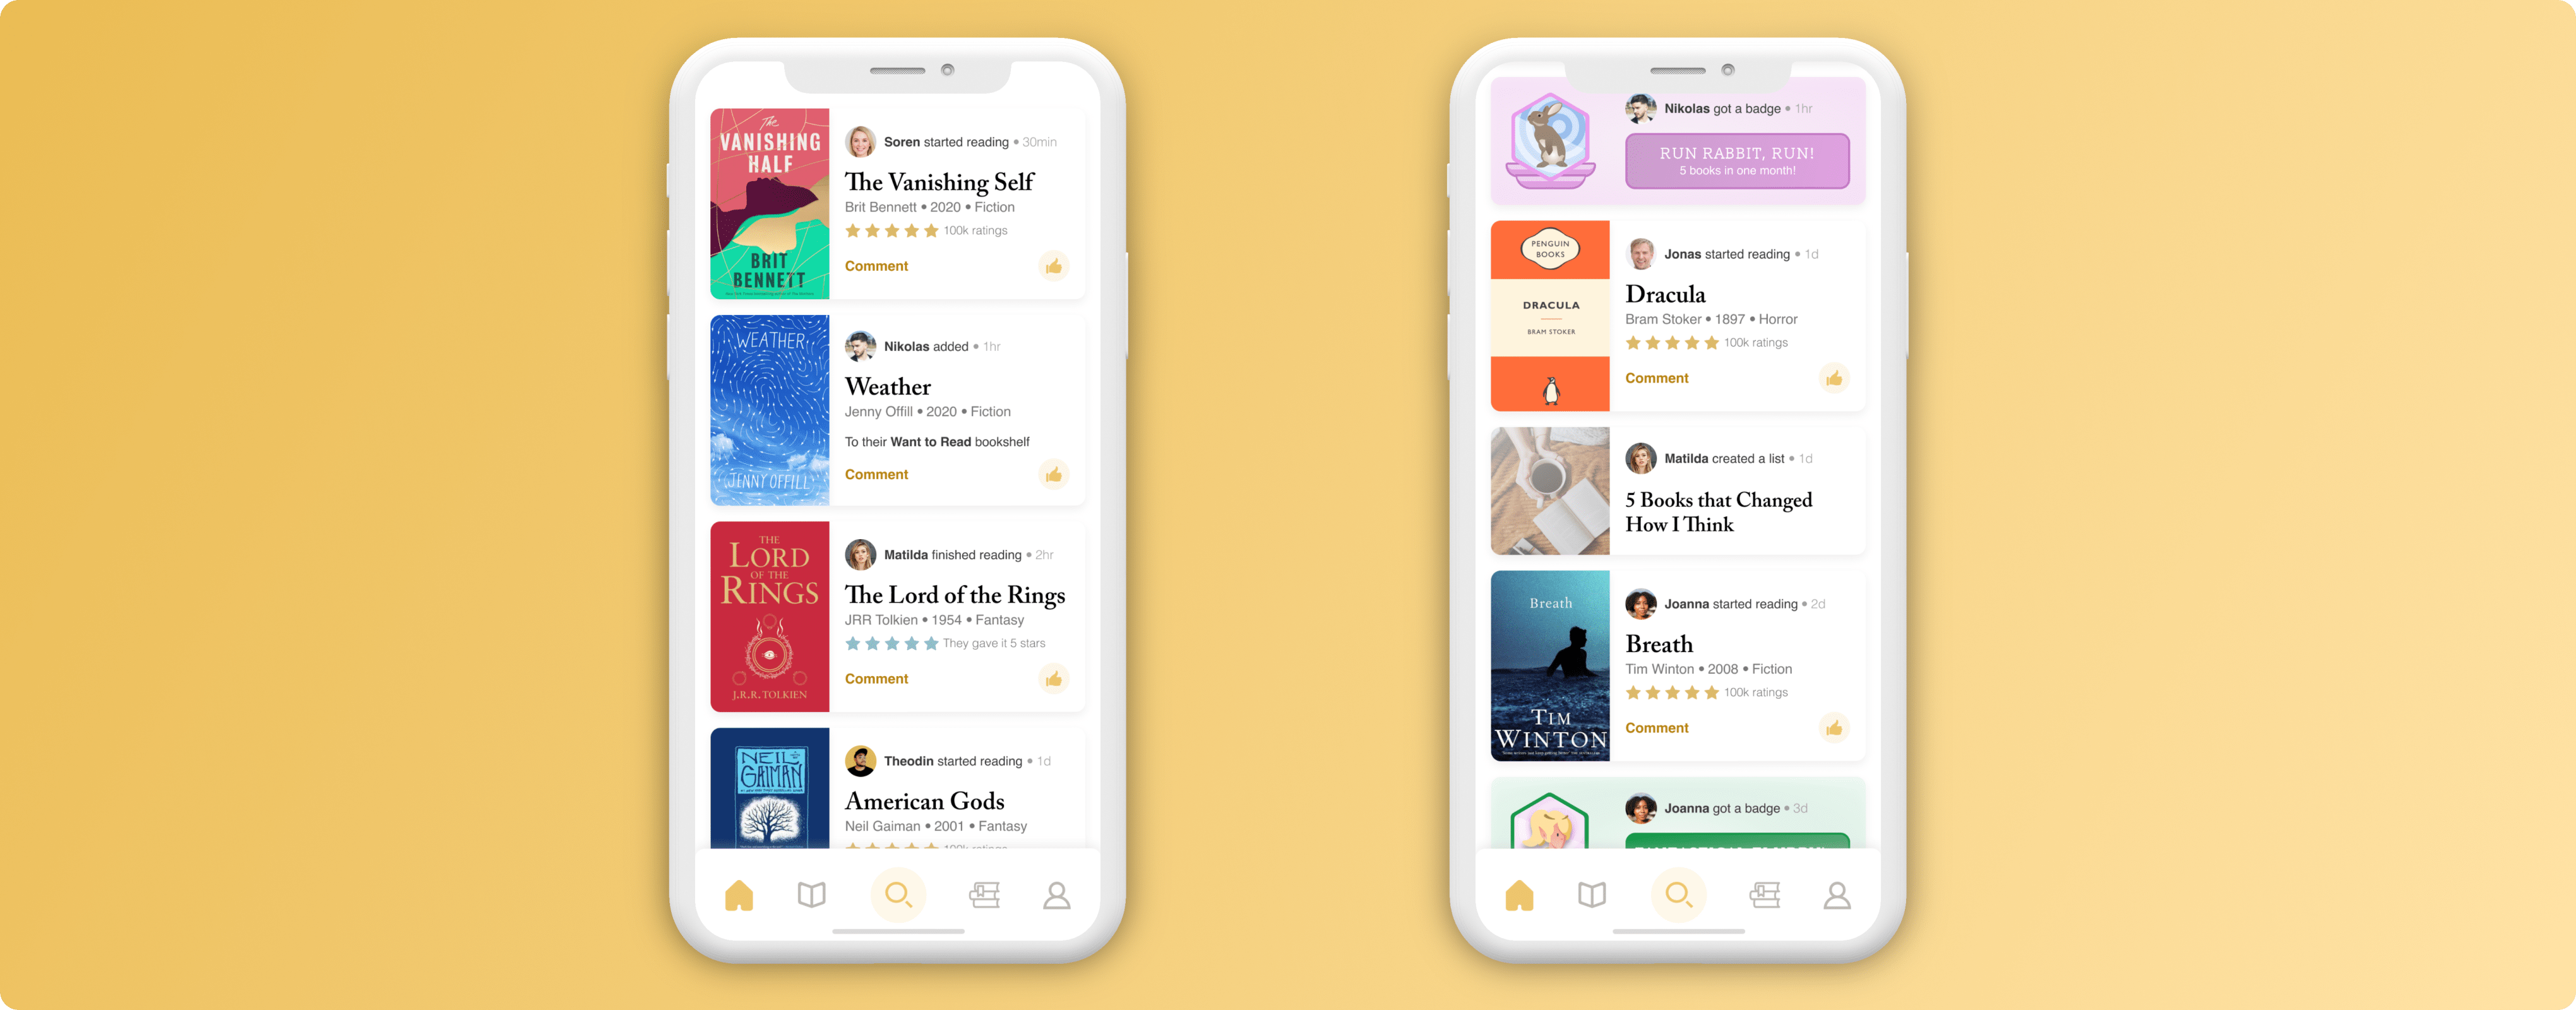 The
VANISHING
HALF
BRIT
BENNETT
Soren started reading • 30min
The Vanishing Self
Brit Bennett • 2020 • Fiction
100k ratings
Comment
WEATHER
JENNY OFFILL
Nikolas added • 1hr
Weather
Jenny Offill • 2020 • Fiction
To their Want to Read bookshelf
Comment
THE
LORD
OF THE
RINGS
J.R.R. TOLKIEN
Matilda finished reading • 2hr
The Lord of the Rings
JRR Tolkien • 1954 • Fantasy
They gave it 5 stars
Comment
NEIL
GAIMAN
Theodin started reading • 1d
American Gods
Neil Gaiman • 2001 • Fantasy
100k ratings
Nikolas got a badge • 1hr
RUN RABBIT, RUN!
5 books in one month!
PENGUIN
BOOKS
DRACULA
BRAM STOKER
Jonas started reading • 1d
Dracula
Bram Stoker • 1897 • Horror
100k ratings
Comment
Matilda created a list • 1d
5 Books that Changed
How I Think
Breath
TIM
WINTON
Joanna started reading • 2d
Breath
Tim Winton • 2008 • Fiction
100k ratings
Comment
Joanna got a badge • 3d